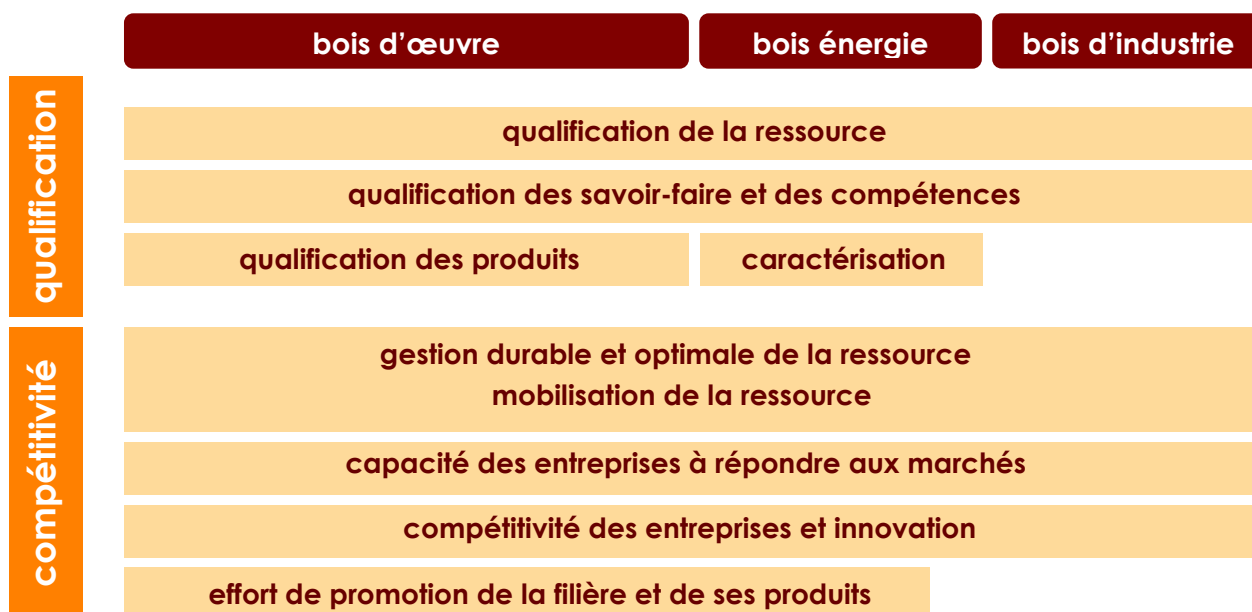 bois d’œuvre
bois énergie
bois d’industrie
qualification
qualification de la ressource
qualification des savoir-faire et des compétences
qualification des produits
caractérisation
compétitivité
gestion durable et optimale de la ressource
mobilisation de la ressource
capacité des entreprises à répondre aux marchés
compétitivité des entreprises et innovation
effort de promotion de la filière et de ses produits